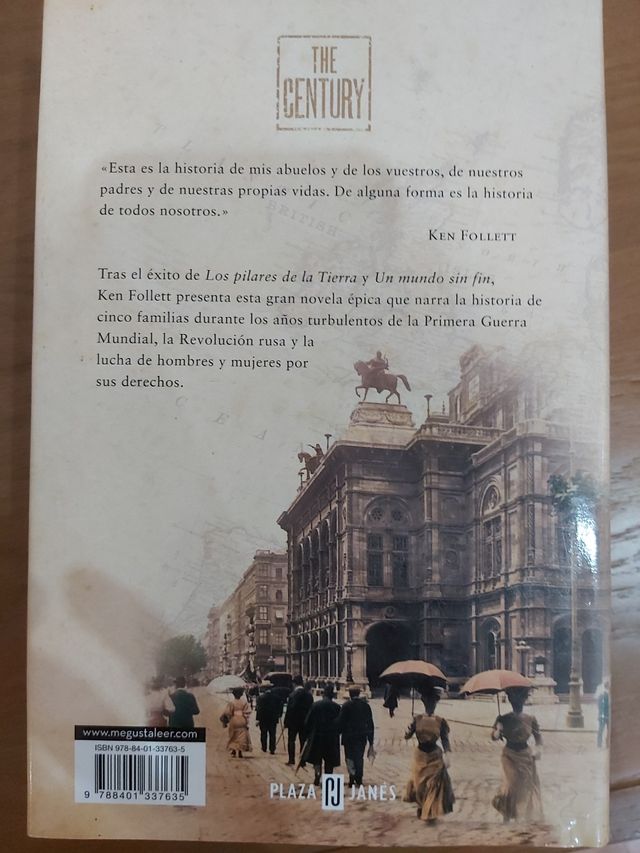 THE
CENTURY
«Esta es la historia de mis abuelos y de los vuestros, de nuestros
padres y de nuestras propias vidas. De alguna forma es la historia
de todos nosotros.»
KEN FOLLETT
Tras el éxito de Los pilares de la Tierra y Un mundo sin fin,
Ken Follett presenta esta gran novela épica que narra la historia de
cinco familias durante los años turbulentos de la Primera Guerra
Mundial, la Revolución rusa y la
lucha de hombres y mujeres por
sus derechos.
BRITISH
www.megustaleer.com
ISBN 978-84-01-33763-5
9 788401 337635
PLAZA PJ JANÉS